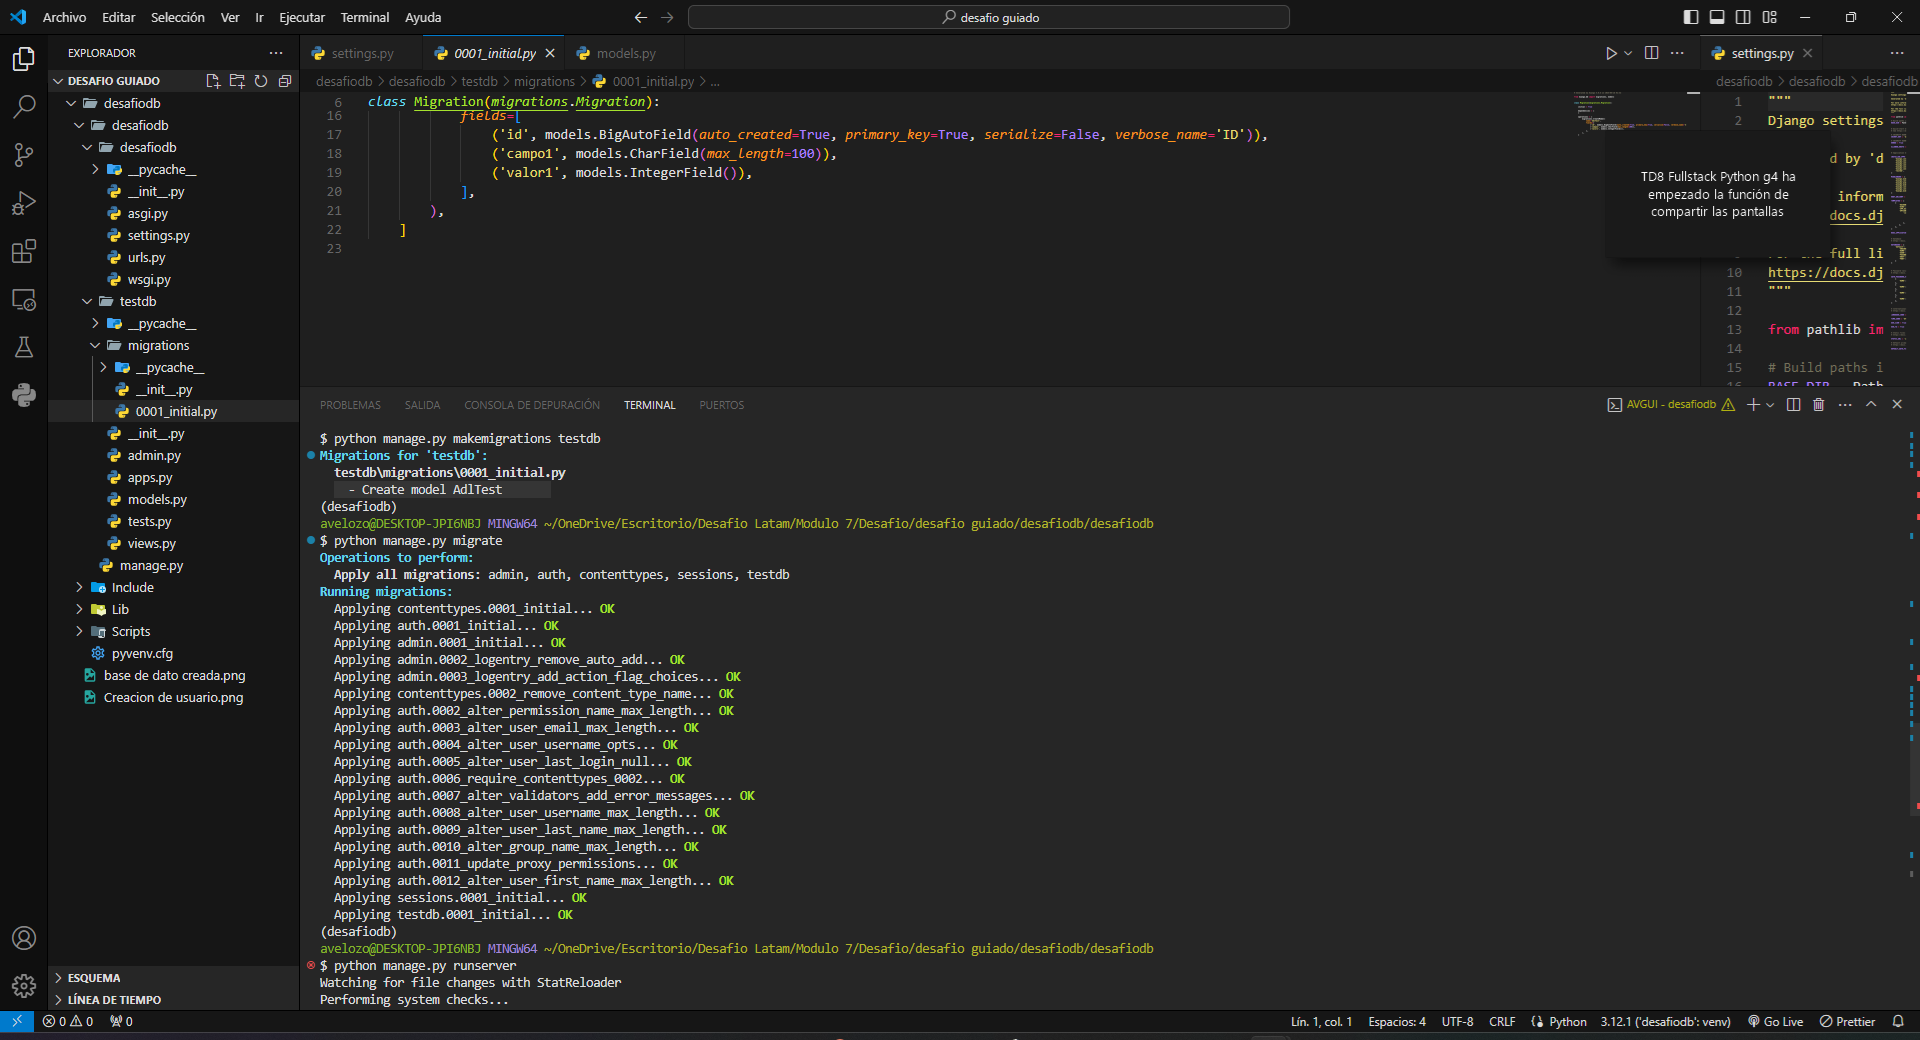 Archivo Editar Selección Ver Ir Ejecutar Terminal Ayuda
desafio guiado
EXPLORADOR
DESAFIO GUIADO
desafiodb
desafiodb
desafiodb
__pycache__
__init__.py
asgi.py
settings.py
urls.py
wsgi.py
testdb
__pycache__
migrations
__pycache__
__init__.py
0001_initial.py
__init__.py
admin.py
apps.py
models.py
tests.py
views.py
manage.py
Include
Lib
Scripts
pyvenv.cfg
base de dato creada.png
Creacion de usuario.png
ESQUEMA
LÍNEA DE TIEMPO
settings.py 0001_initial.py models.py
desafiodb > desafiodb > testdb > migrations > 0001_initial.py > ...
6 class Migration(migrations.Migration):
16 fields=[
17 ('id', models.BigAutoField(auto_created=True, primary_key=True, serialize=False, verbose_name='ID')),
18 ('campo1', models.CharField(max_length=100)),
19 ('valor1', models.IntegerField()),
20 ],
21 ),
22 ]
23
settings.py
desafiodb > desafiodb > desafiodb
1 """
2 Django settings
ed by 'd
inform
docs.dj
full li
10 https://docs.dj
11 """
12
13 from pathlib im
14
15 # Build paths i
16 BASE_DIR Path
TD8 Fullstack Python g4 ha
empezado la función de
compartir las pantallas
PROBLEMAS SALIDA CONSOLA DE DEPURACIÓN TERMINAL PUERTOS
AVGUI - desafiodb
$ python manage.py makemigrations testdb
Migrations for 'testdb':
testdb\migrations\0001_initial.py
- Create model AdlTest
(desafiodb)
avelozo@DESKTOP-JPI6NBJ MINGW64 ~/OneDrive/Escritorio/Desafio Latam/Modulo 7/Desafio/desafio guiado/desafiodb/desafiodb
$ python manage.py migrate
Operations to perform:
Apply all migrations: admin, auth, contenttypes, sessions, testdb
Running migrations:
Applying contenttypes.0001_initial... OK
Applying auth.0001_initial... OK
Applying admin.0001_initial... OK
Applying admin.0002_logentry_remove_auto_add... OK
Applying admin.0003_logentry_add_action_flag_choices... OK
Applying contenttypes.0002_remove_content_type_name... OK
Applying auth.0002_alter_permission_name_max_length... OK
Applying auth.0003_alter_user_email_max_length... OK
Applying auth.0004_alter_user_username_opts... OK
Applying auth.0005_alter_user_last_login_null... OK
Applying auth.0006_require_contenttypes_0002... OK
Applying auth.0007_alter_validators_add_error_messages... OK
Applying auth.0008_alter_user_username_max_length... OK
Applying auth.0009_alter_user_last_name_max_length... OK
Applying auth.0010_alter_group_name_max_length... OK
Applying auth.0011_update_proxy_permissions... OK
Applying auth.0012_alter_user_first_name_max_length... OK
Applying sessions.0001_initial... OK
Applying testdb.0001_initial... OK
(desafiodb)
avelozo@DESKTOP-JPI6NBJ MINGW64 ~/OneDrive/Escritorio/Desafio Latam/Modulo 7/Desafio/desafio guiado/desafiodb/desafiodb
$ python manage.py runserver
Watching for file changes with StatReloader
Performing system checks...
0 0 0
Lín. 1, col. 1 Espacios: 4 UTF-8 CRLF Python 3.12.1 ('desafiodb': venv) Go Live Prettier